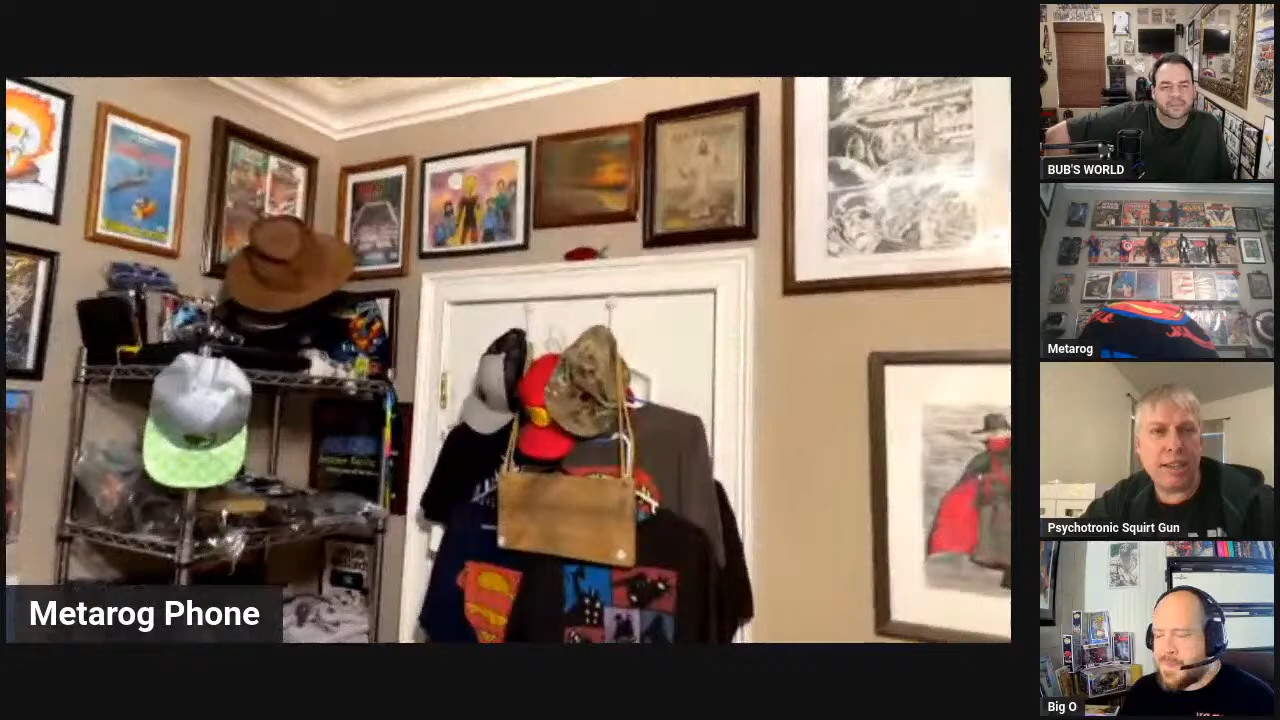 Metarog Phone
BUB'S WORLD
Metarog
Psychotronic Squirt Gun
Big O